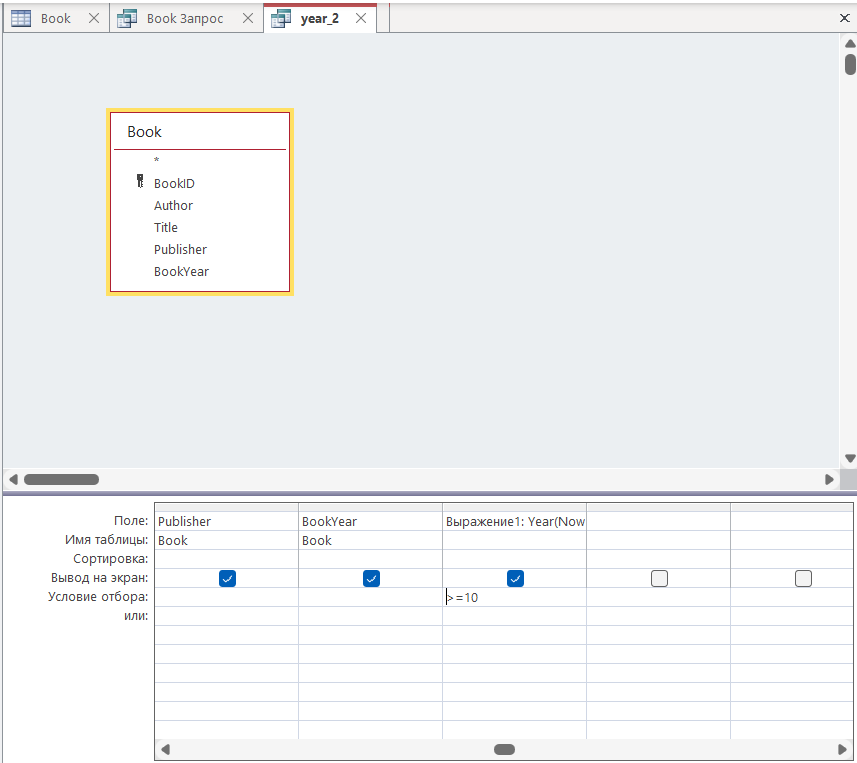 Book Book Запрос year_2
Book
*
BookID
Author
Title
Publisher
BookYear
Поле: Publisher BookYear Выражение1: Year(Now
Имя таблицы: Book Book
Сортировка:
Вывод на экран:
Условие отбора: >=10
или: